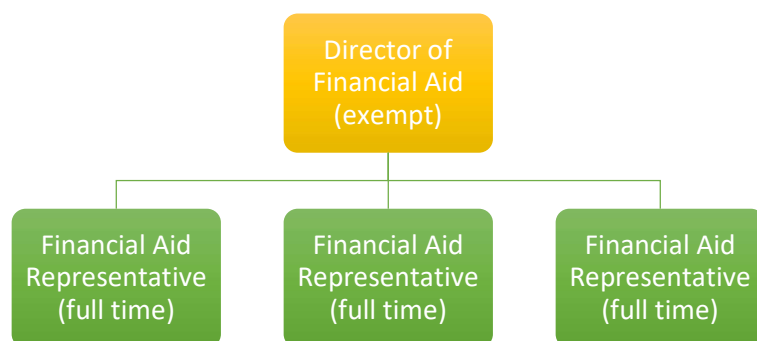 Director of
Financial Aid
(exempt)
Financial Aid
Representative
(full time)
Financial Aid
Representative
(full time)
Financial Aid
Representative
(full time)